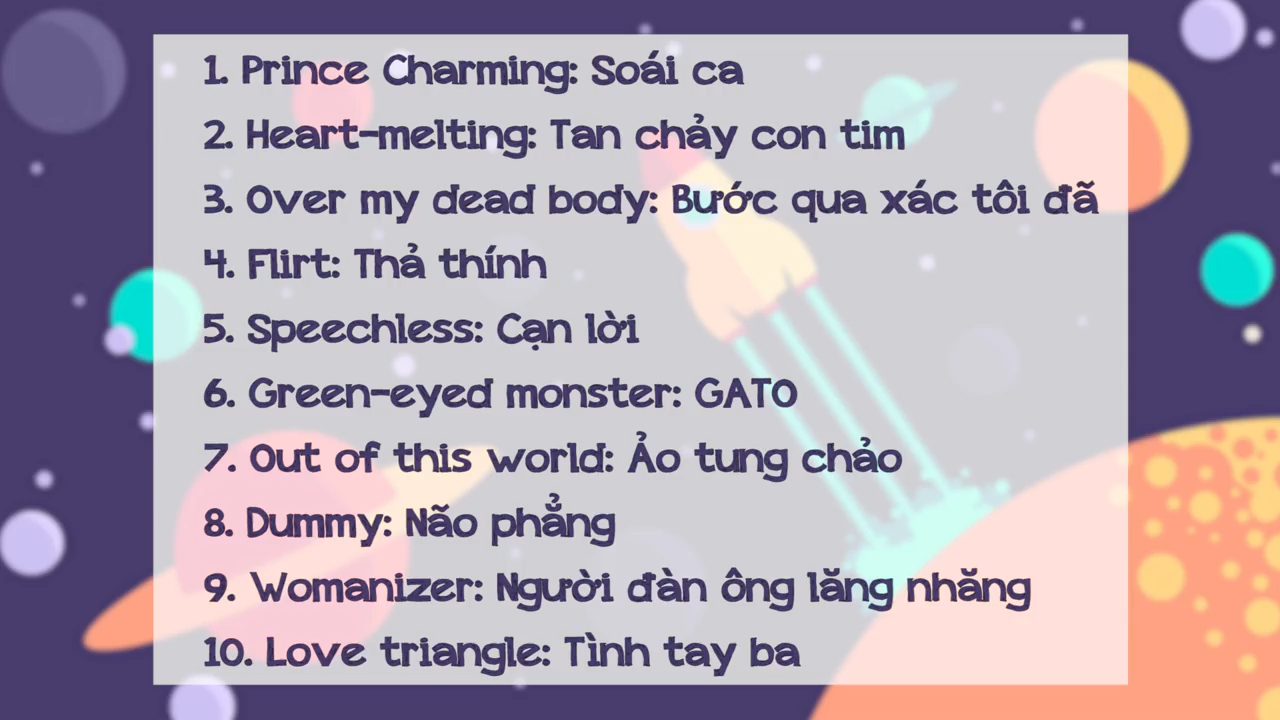 1. Prince Charming: Soái ca
2. Heart-melting: Tan chảy con tim
3. Over my dead body: Bước qua xác tôi đã
4. Flirt: Thả thính
5. Speechless: Cạn lời
6. Green-eyed monster: GATO
7. Out of this world: Ảo tung chảo
8. Dummy: Não phẳng
9. Womanizer: Người đàn ông lăng nhăng
10. Love triangle: Tình tay ba